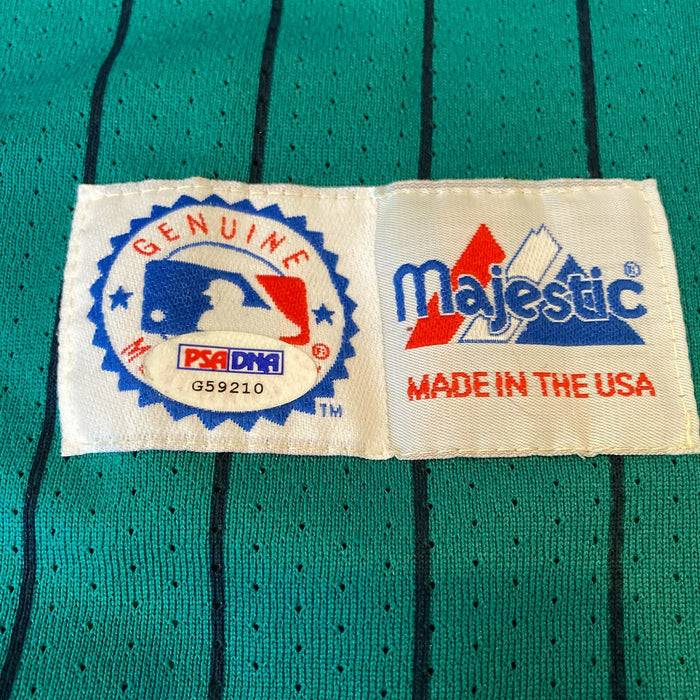 GENUINE
M
®
PSA DNA
G59210
TM
Majestic®
MADE IN THE USA